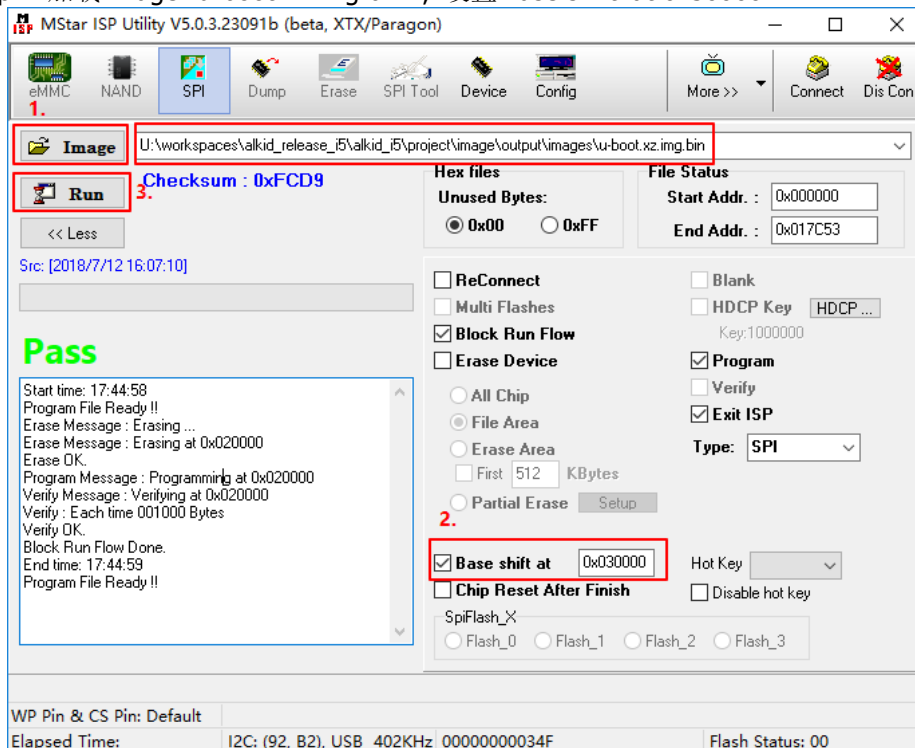 MStar ISP Utility V5.0.3.23091b (beta, XTX/Paragon)
eMMC NAND SPI Dump Erase SPI Tool Device Config More >> Connect Dis Con
1.
Image U:\workspaces\alkid_release_i5\alkid_i5\project\image\output\images\u-boot.xz.img.bin
Run 3. Checksum : 0xFCD9
<< Less
Hex files
Unused Bytes:
0x00 0xFF
File Status
Start Addr. : 0x000000
End Addr. : 0x017C53
Src: [2018/7/12 16:07:10]
Pass
Start time: 17:44:58
Program File Ready !!
Erase Message : Erasing ...
Erase Message : Erasing at 0x020000
Erase OK.
Program Message : Programming at 0x020000
Verify Message : Verifying at 0x020000
Verify : Each time 001000 Bytes
Verify OK.
Block Run Flow Done.
End time: 17:44:59
Program File Ready !!
ReConnect
Multi Flashes
Block Run Flow
Erase Device
All Chip
File Area
Erase Area
First 512 KBytes
Partial Erase Setup
2.
Base shift at 0x030000
Chip Reset After Finish
Blank
HDCP Key HDCP ...
Key:1000000
Program
Verify
Exit ISP
Type: SPI
Hot Key
Disable hot key
SpiFlash_X
Flash_0 Flash_1 Flash_2 Flash_3
WP Pin & CS Pin: Default
Elapsed Time: I2C: (92, B2), USB 402KHz 00000000034F Flash Status: 00